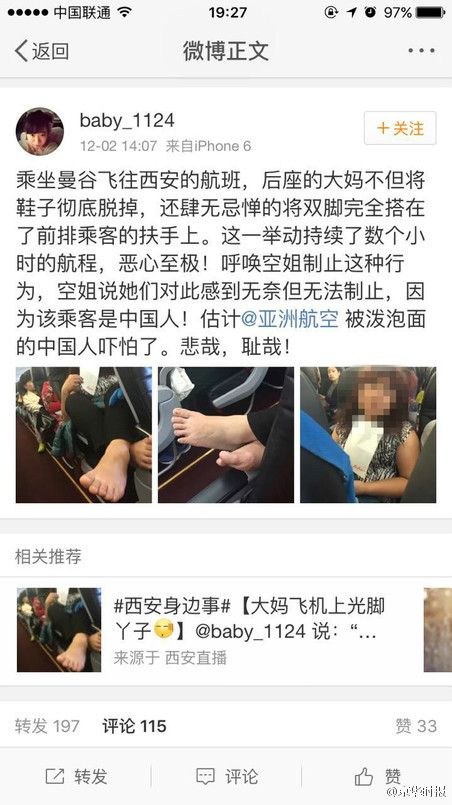 中国联通 19:27 97%
返回 微博正文
baby_1124
12-02 14:07 来自iPhone 6
+关注
乘坐曼谷飞往西安的航班，后座的大妈不但将
鞋子彻底脱掉，还肆无忌惮的将双脚完全搭在
了前排乘客的扶手上。这一举动持续了数个小
时的航程，恶心至极！呼唤空姐制止这种行
为，空姐说她们对此感到无奈但无法制止，因
为该乘客是中国人！估计@亚洲航空 被泼泡面
的中国人吓怕了。悲哉，耻哉！
相关推荐
#西安身边事#【大妈飞机上光脚
丫子😴】@baby_1124 说：“...
来源于 西安直播
转发 197 评论 115 赞 33
转发 评论 赞
@京华时报